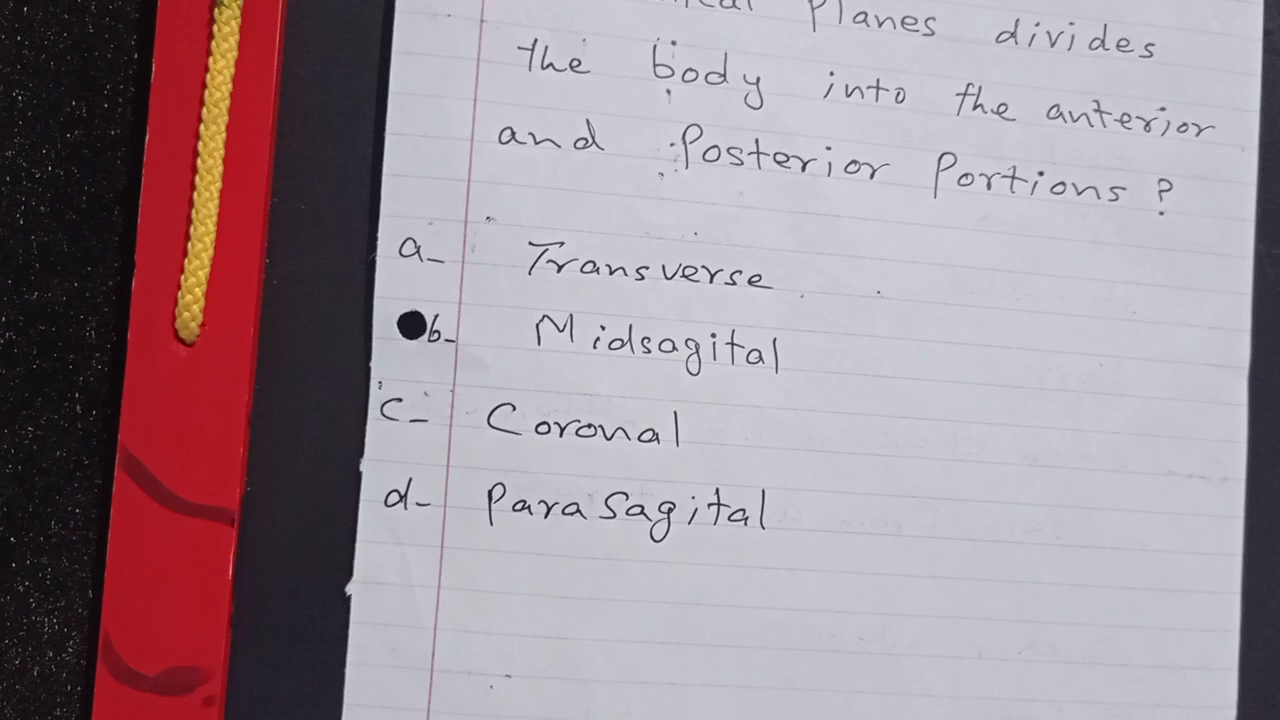 Planes divides
the body into the anterior
and Posterior Portions?
a- Transverse
b- Midsagital
c- Coronal
d- ParaSagital